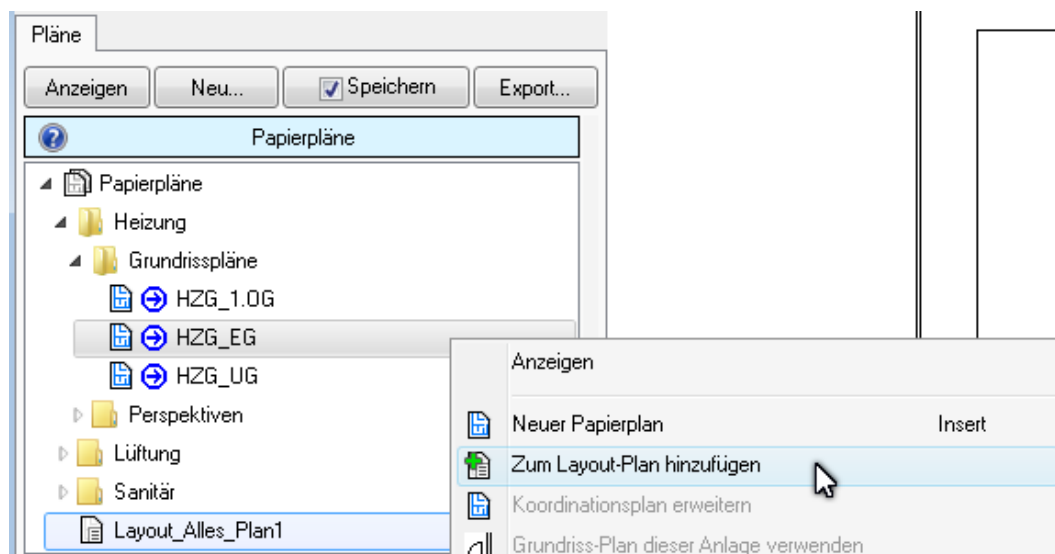 Pläne
Anzeigen Neu... Speichern Export...
Papierpläne
Papierpläne
Heizung
Grundrisspläne
HZG_1.OG
HZG_EG
HZG_UG
Perspektiven
Lüftung
Sanitär
Layout_Alles_Plan1
Anzeigen
Neuer Papierplan Insert
Zum Layout-Plan hinzufügen
Koordinationsplan erweitern
Grundriss-Plan dieser Anlage verwenden